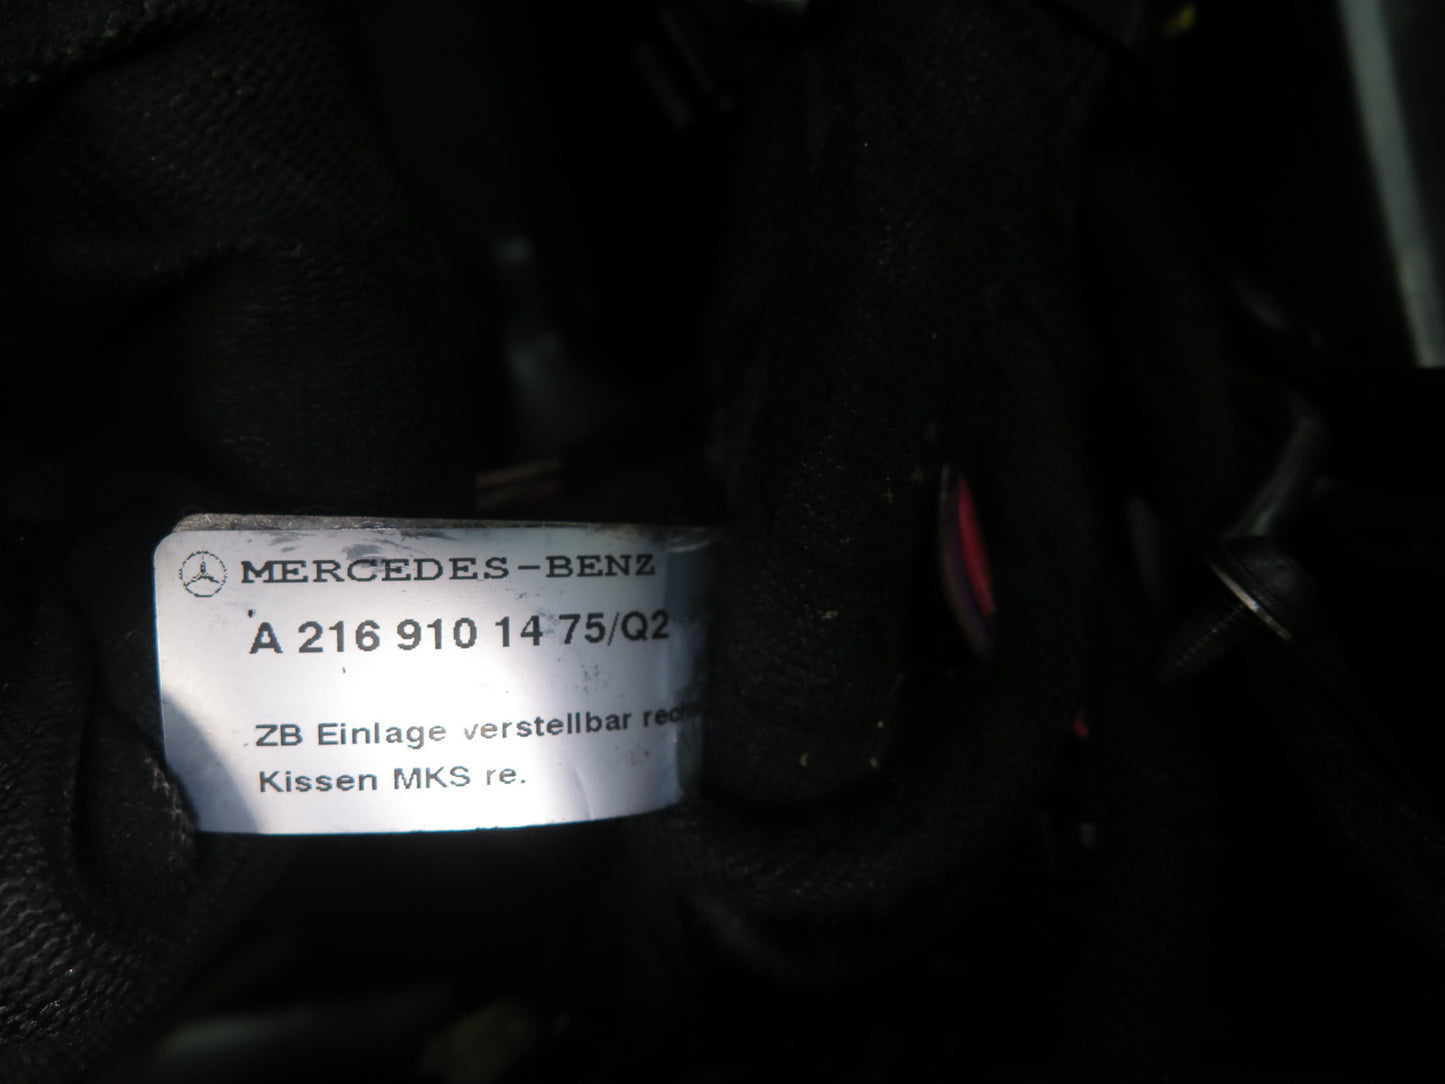 MERCEDES-BENZ
A 216 910 14 75/Q2
ZB Einlage verstellbar
Kissen MKS re.